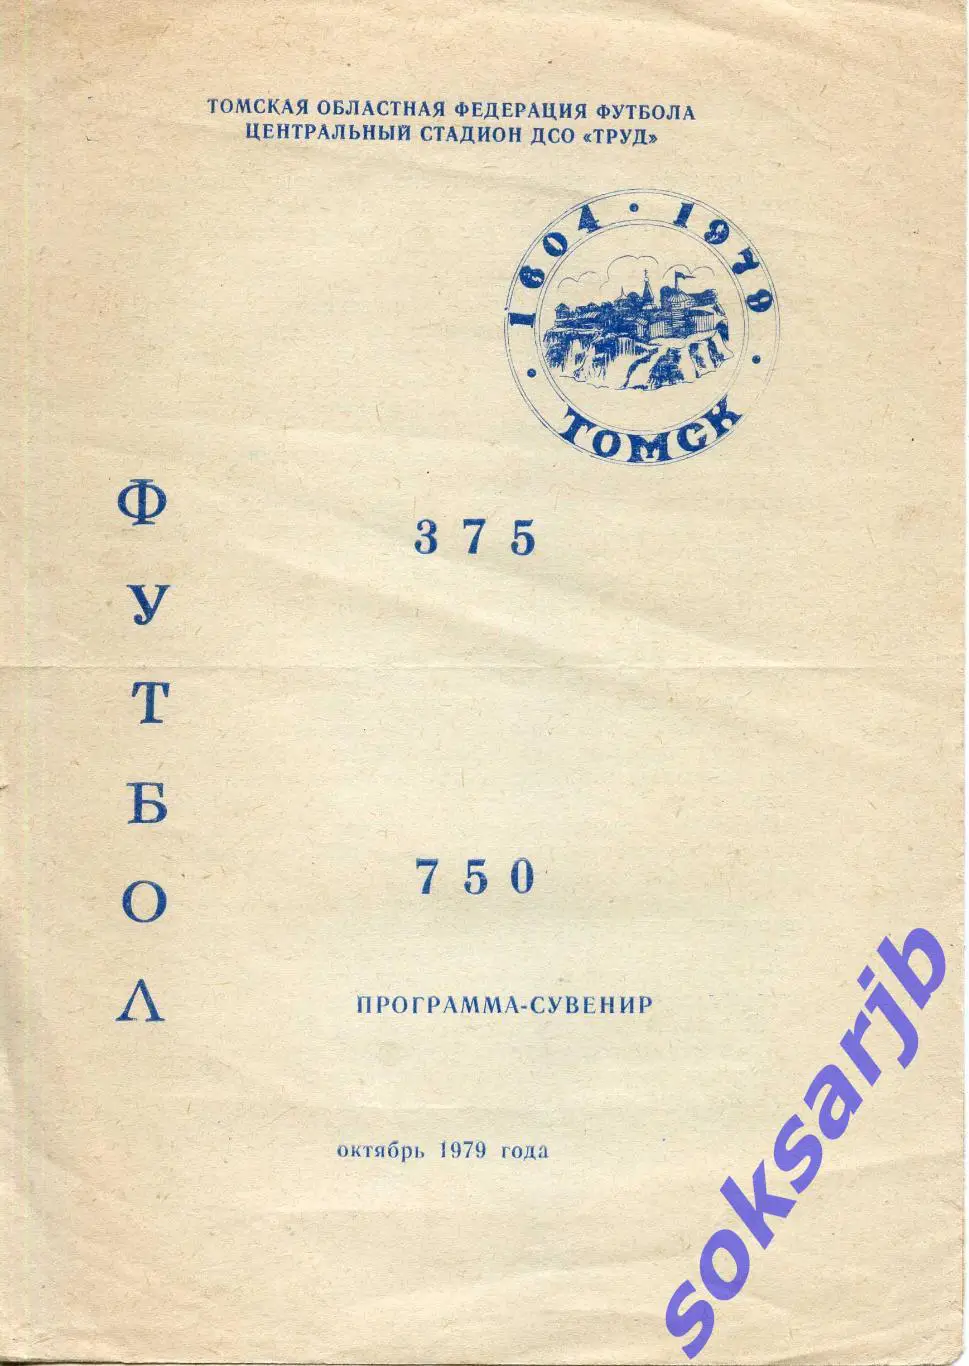 ТОМСКАЯ ОБЛАСТНАЯ ФЕДЕРАЦИЯ ФУТБОЛА
ЦЕНТРАЛЬНЫЙ СТАДИОН ДСО «ТРУД»
1604 · 1979
· ТОМСК ·
ФУТБОЛ
375
750
ПРОГРАММА-СУВЕНИР
октябрь 1979 года
soksarjb